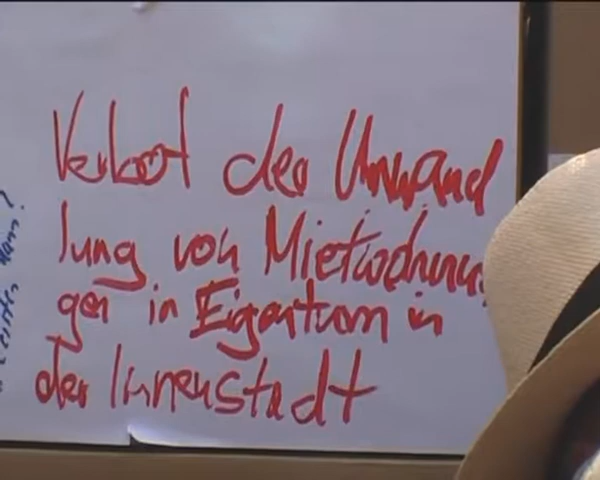 Verbot der Umwand
lung von Mietwohnun
gen in Eigentum in
der Innenstadt